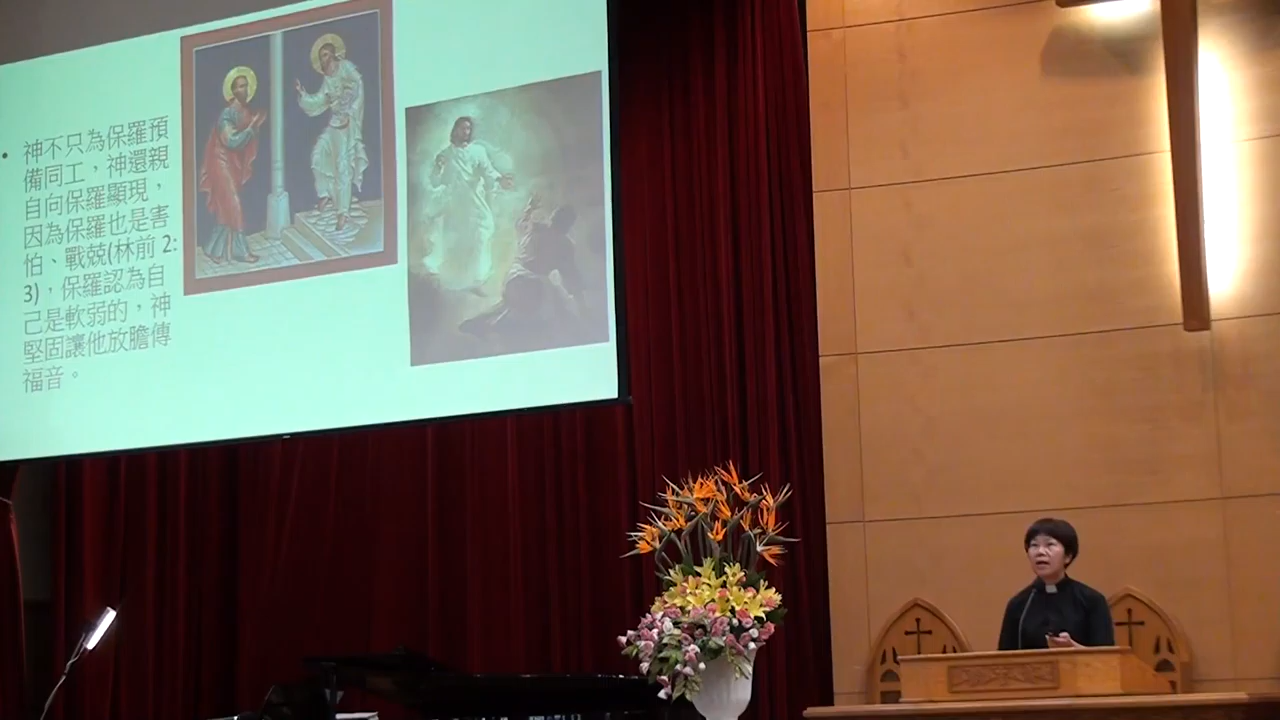 • 神不只為保羅預
備同工，神還親
自向保羅顯現，
因為保羅也是害
怕、戰兢(林前 2:
3)，保羅認為自
己是軟弱的，神
堅固讓他放膽傳
福音。